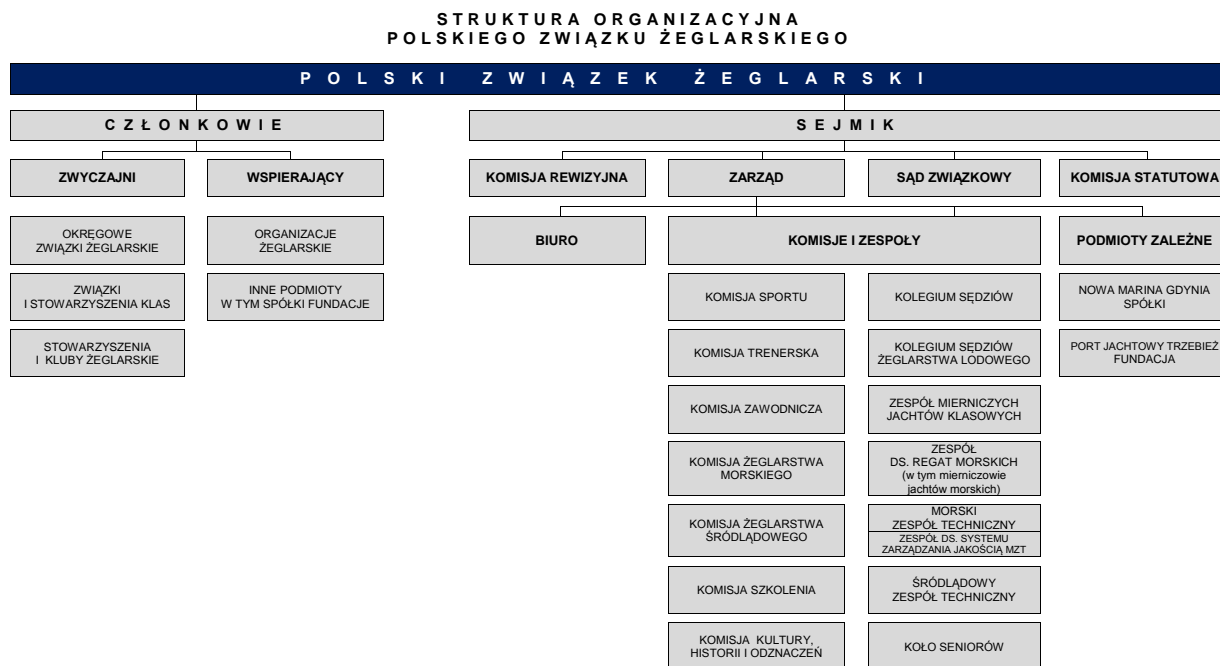 STRUKTURA ORGANIZACYJNA
POLSKIEGO ZWIĄZKU ŻEGLARSKIEGO
POLSKI ZWIĄZEK ŻEGLARSKI
CZŁONKOWIE
ZWYCZAJNI
WSPIERAJĄCY
OKRĘGOWE
ZWIĄZKI ŻEGLARSKIE
ORGANIZACJE
ŻEGLARSKIE
ZWIĄZKI
I STOWARZYSZENIA KLAS
INNE PODMIOTY
W TYM SPÓŁKI FUNDACJE
STOWARZYSZENIA
I KLUBY ŻEGLARSKIE
SEJMIK
KOMISJA REWIZYJNA
ZARZĄD
SĄD ZWIĄZKOWY
KOMISJA STATUTOWA
BIURO
KOMISJE I ZESPOŁY
PODMIOTY ZALEŻNE
KOMISJA SPORTU
KOLEGIUM SĘDZIÓW
NOWA MARINA GDYNIA
SPÓŁKI
KOMISJA TRENERSKA
KOLEGIUM SĘDZIÓW
ŻEGLARSTWA LODOWEGO
PORT JACHTOWY TRZEBIEŻ
FUNDACJA
KOMISJA ZAWODNICZA
ZESPÓŁ MIERNICZYCH
JACHTÓW KLASOWYCH
KOMISJA ŻEGLARSTWA
MORSKIEGO
ZESPÓŁ
DS. REGAT MORSKICH
(w tym mierniczowie
jachtów morskich)
KOMISJA ŻEGLARSTWA
ŚRÓDLĄDOWEGO
MORSKI
ZESPÓŁ TECHNICZNY
ZESPÓŁ DS. SYSTEMU
ZARZĄDZANIA JAKOŚCIĄ MZT
KOMISJA SZKOLENIA
ŚRÓDLĄDOWY
ZESPÓŁ TECHNICZNY
KOMISJA KULTURY,
HISTORII I ODZNACZEŃ
KOŁO SENIORÓW